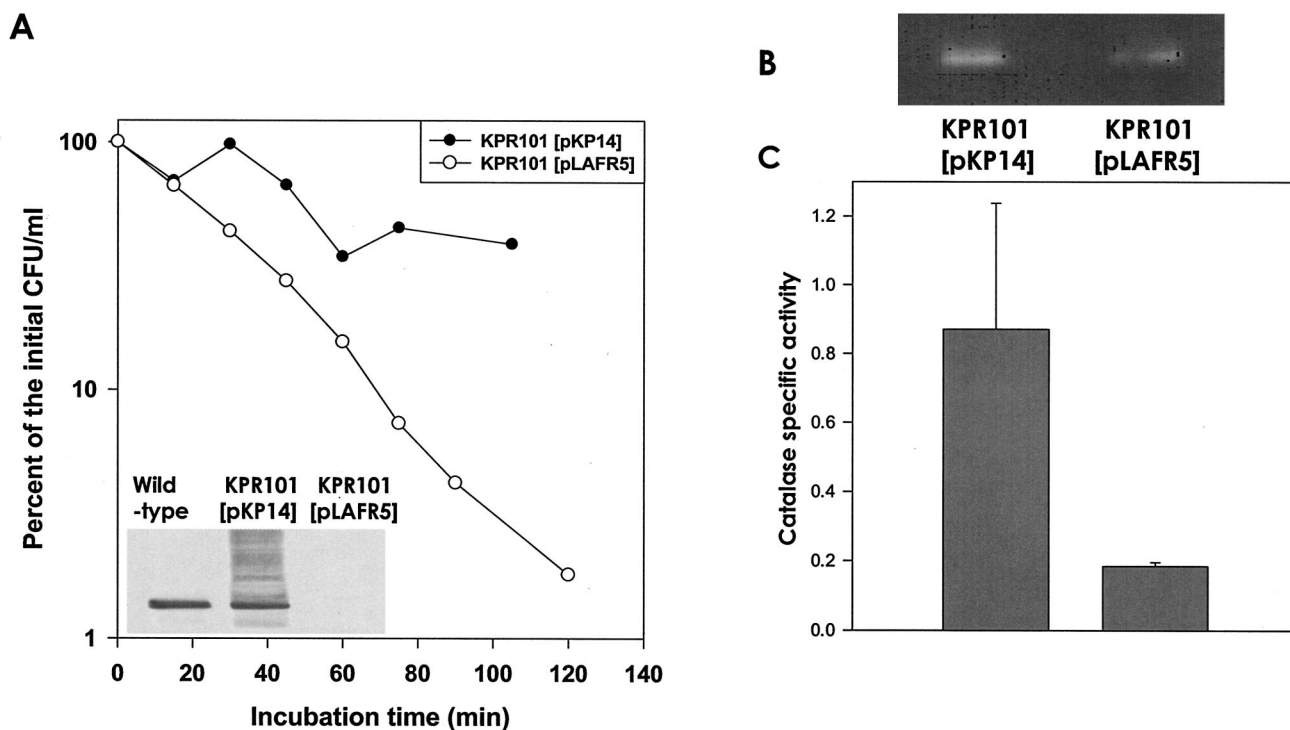 A
Percent of the initial CFU/ml
100
10
1
KPR101 [pKP14]
KPR101 [pLAFR5]
Wild
-type
KPR101
[pKP14]
KPR101
[pLAFR5]
0 20 40 60 80 100 120 140
Incubation time (min)
B
KPR101
[pKP14]
KPR101
[pLAFR5]
C
Catalase specific activity
1.2
1.0
0.8
0.6
0.4
0.2
0.0